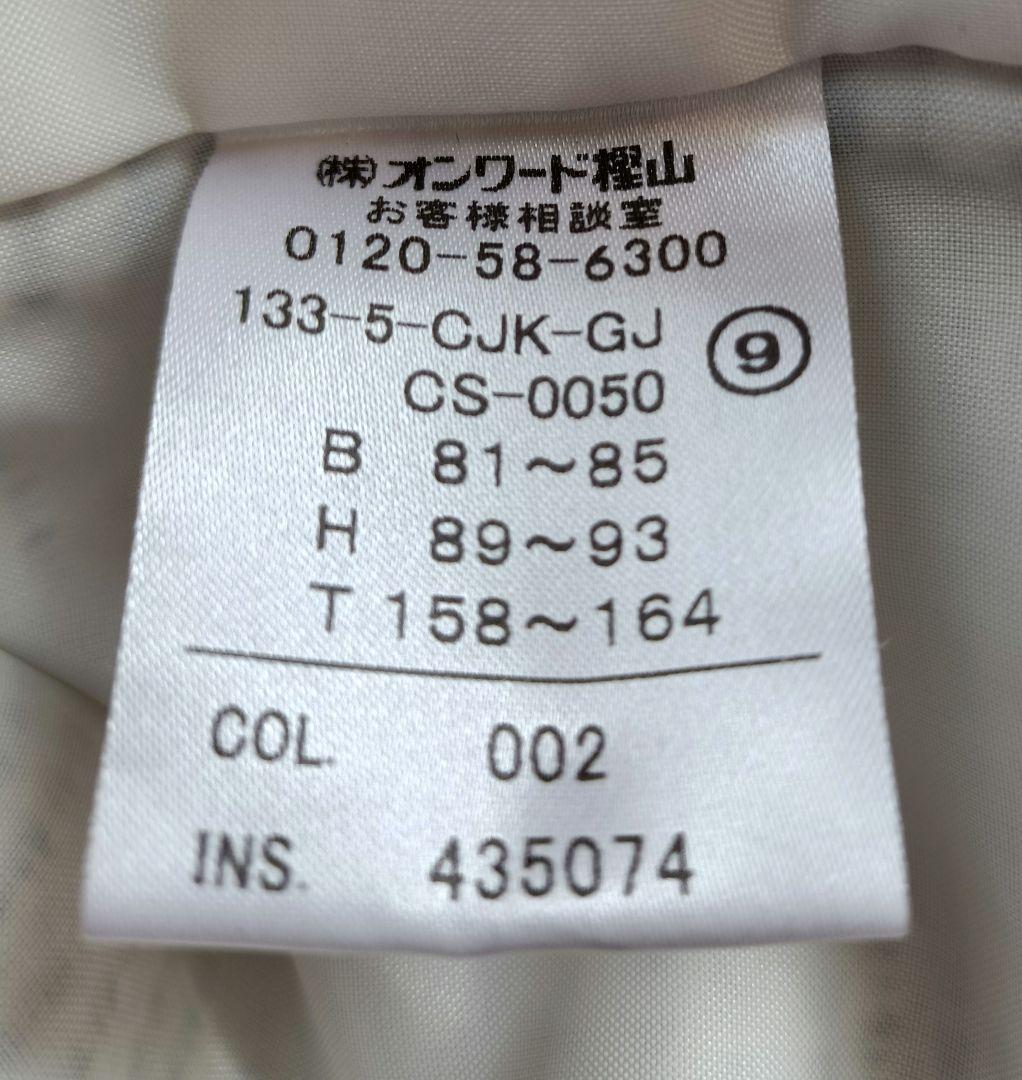 ㈱オンワード樫山
お客様相談室
0120-58-6300
133-5-CJK-GJ
⑨
CS-0050
B 81～85
H 89～93
T 158～164
COL. 002
INS. 435074